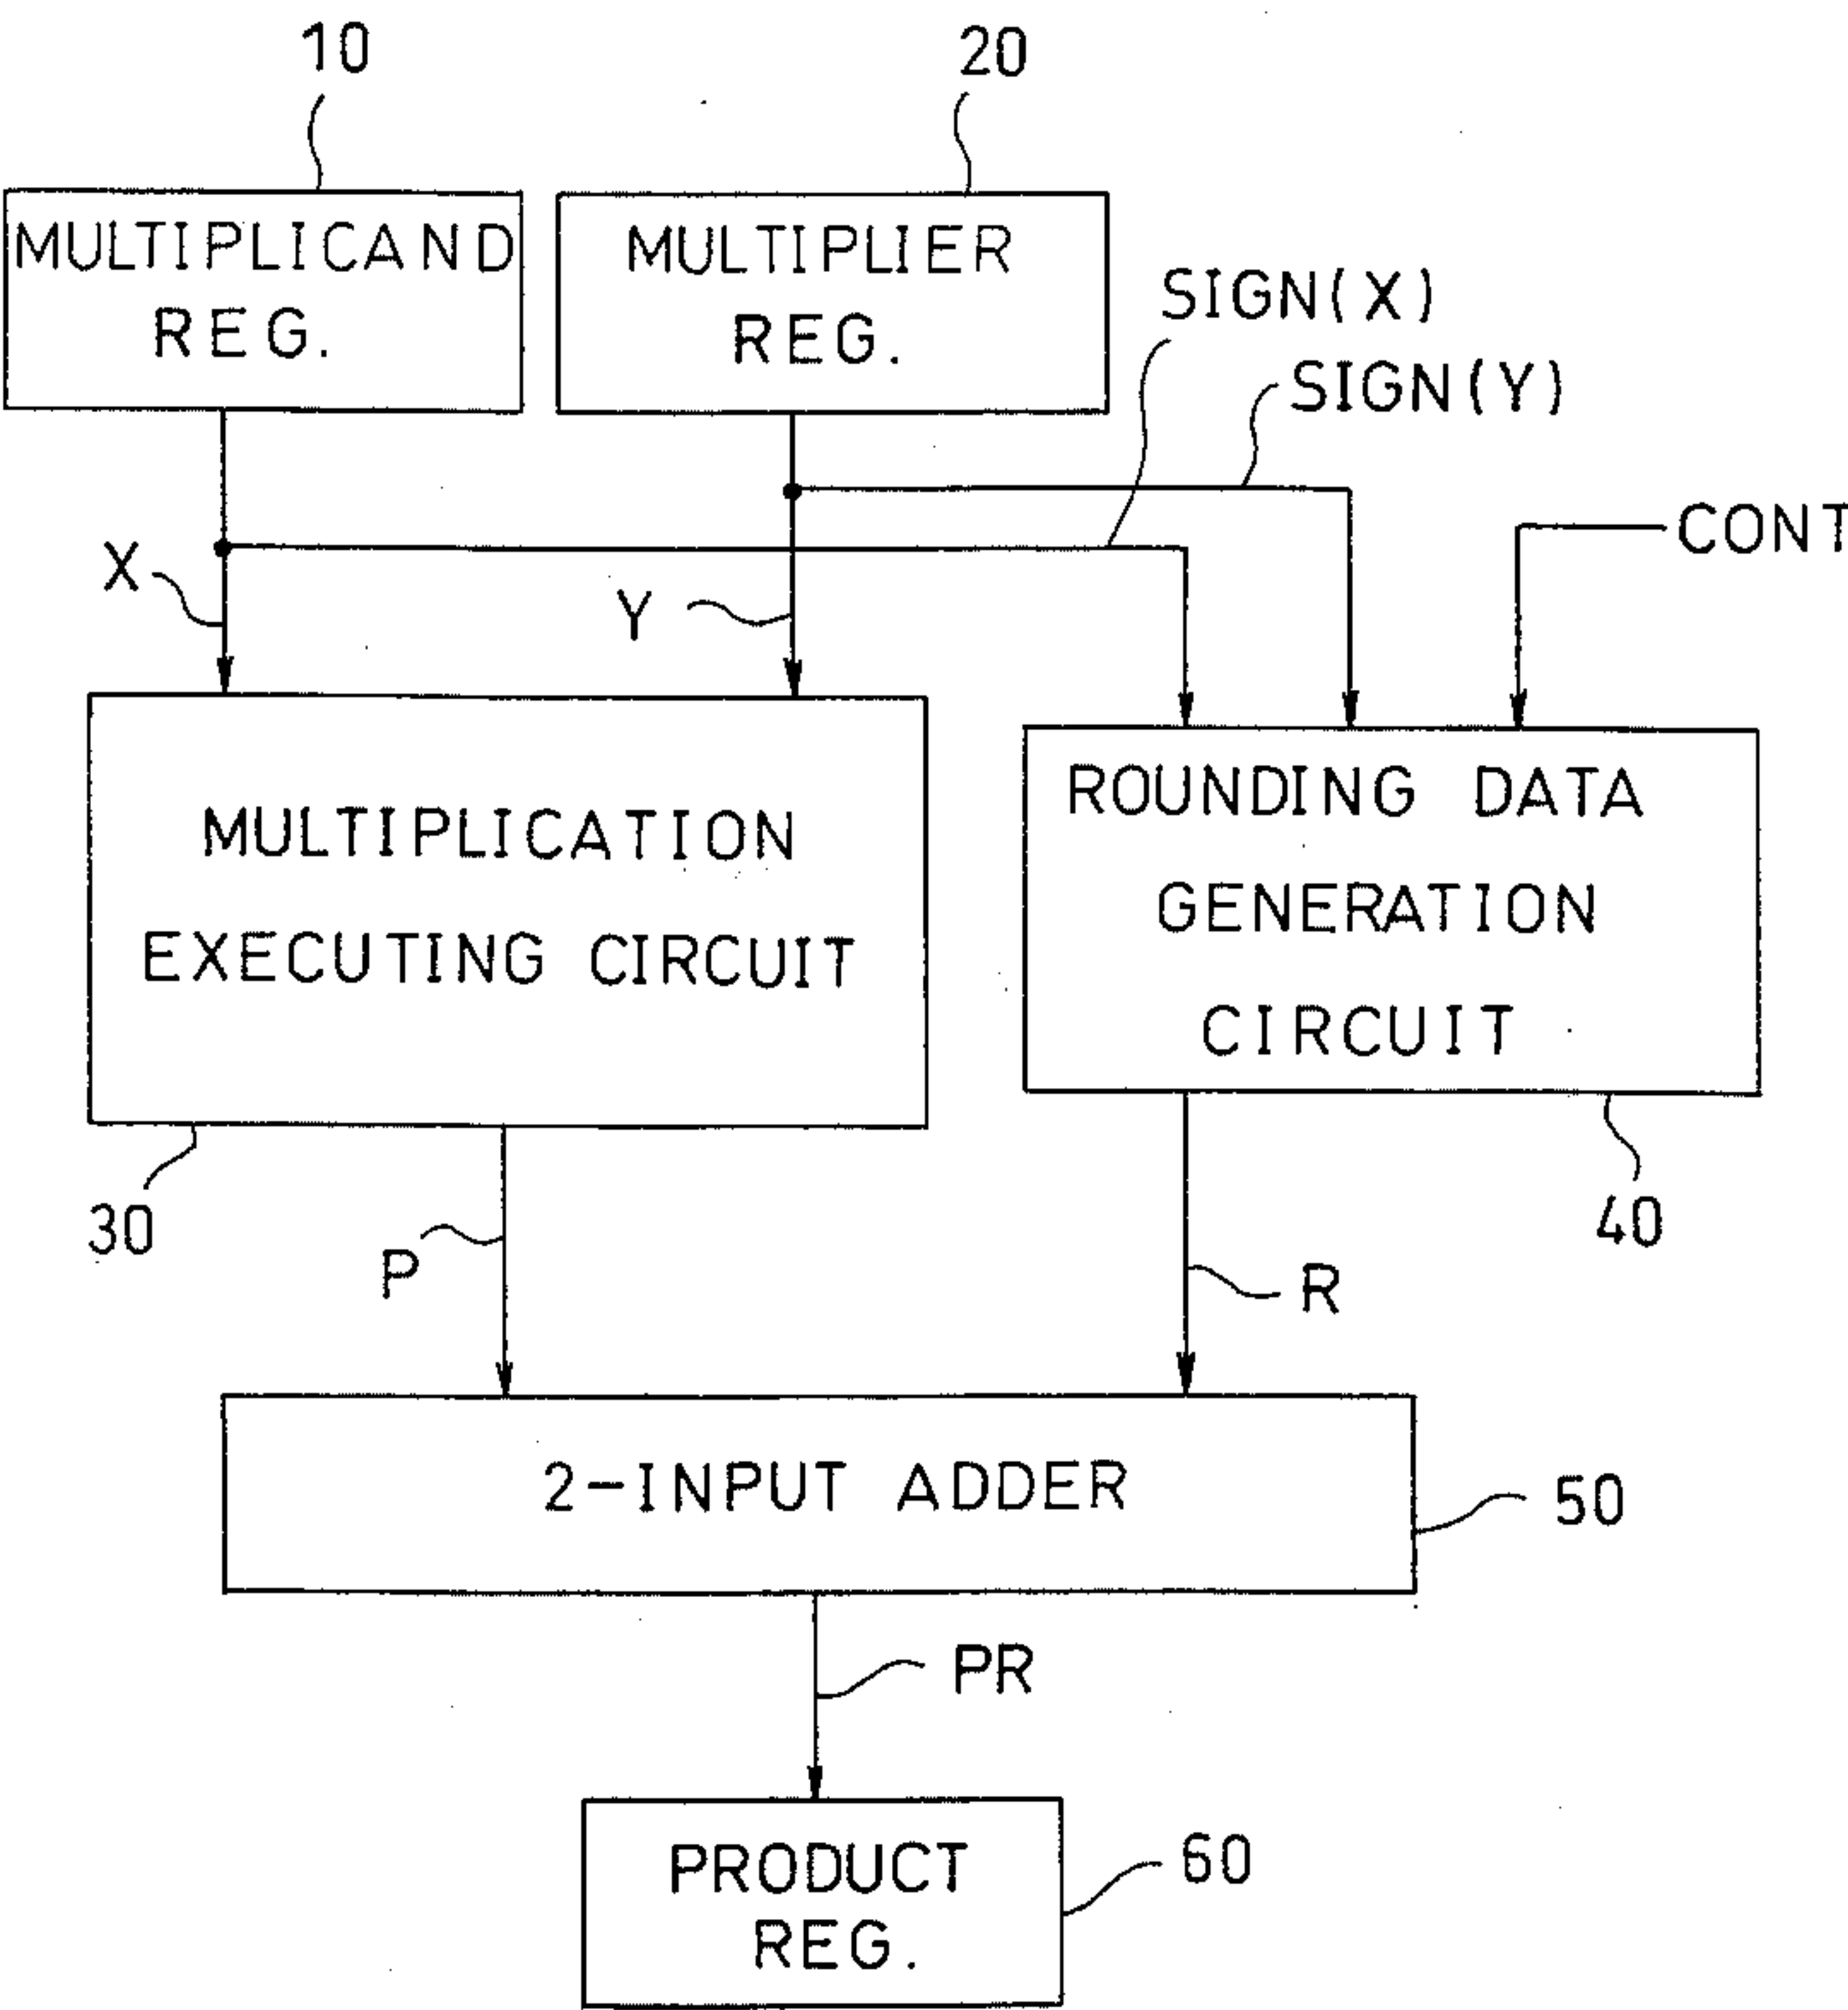 10
20
MULTIPLICAND
REG.
MULTIPLIER
REG.
SIGN(X)
SIGN(Y)
CONT
X
Y
MULTIPLICATION
EXECUTING CIRCUIT
ROUNDING DATA
GENERATION
CIRCUIT
30
40
P
R
2-INPUT ADDER
50
PR
PRODUCT
REG.
60